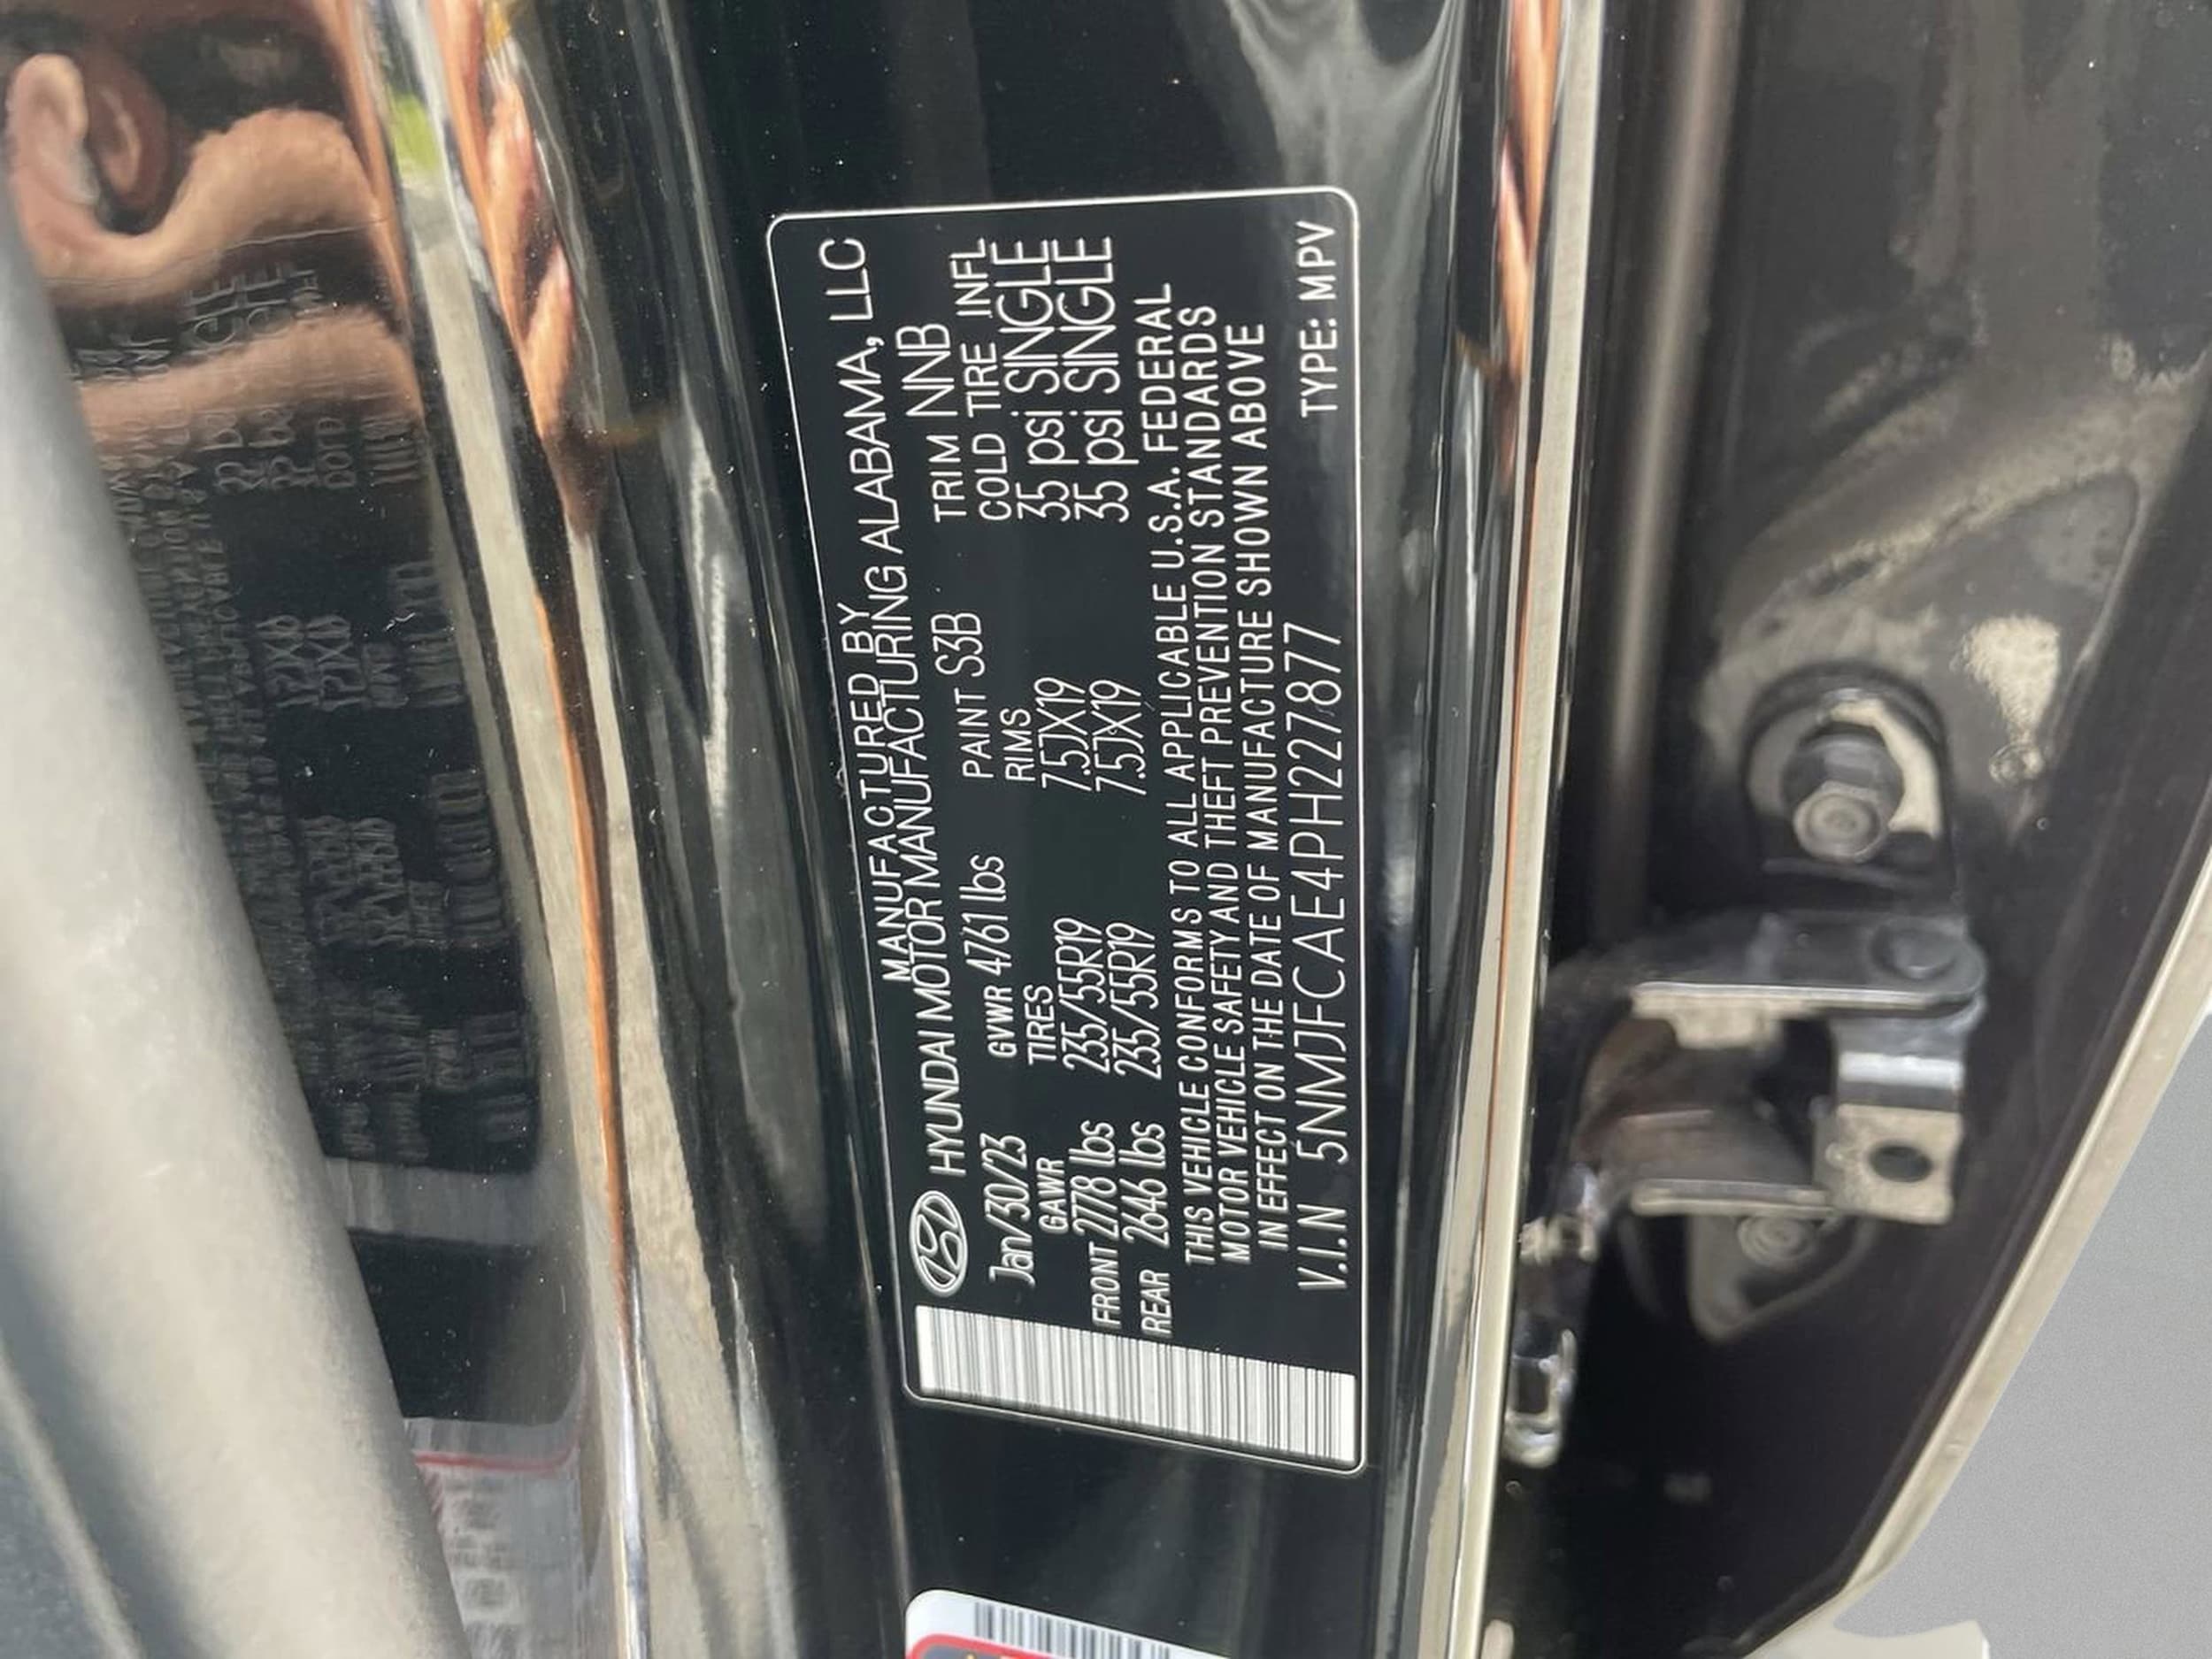 MANUFACTURED BY
HYUNDAI MOTOR MANUFACTURING ALABAMA, LLC
Jan/30/23 GVWR 4761 lbs PAINT S3B TRIM NNB
GAWR TIRES RIMS COLD TIRE INFL
FRONT 2778 lbs 235/55R19 7.5JX19 35 psi SINGLE
REAR 2646 lbs 235/55R19 7.5JX19 35 psi SINGLE
THIS VEHICLE CONFORMS TO ALL APPLICABLE U.S.A. FEDERAL
MOTOR VEHICLE SAFETY AND THEFT PREVENTION STANDARDS
IN EFFECT ON THE DATE OF MANUFACTURE SHOWN ABOVE
V.I.N 5NMJFCAE4PH227877 TYPE: MPV